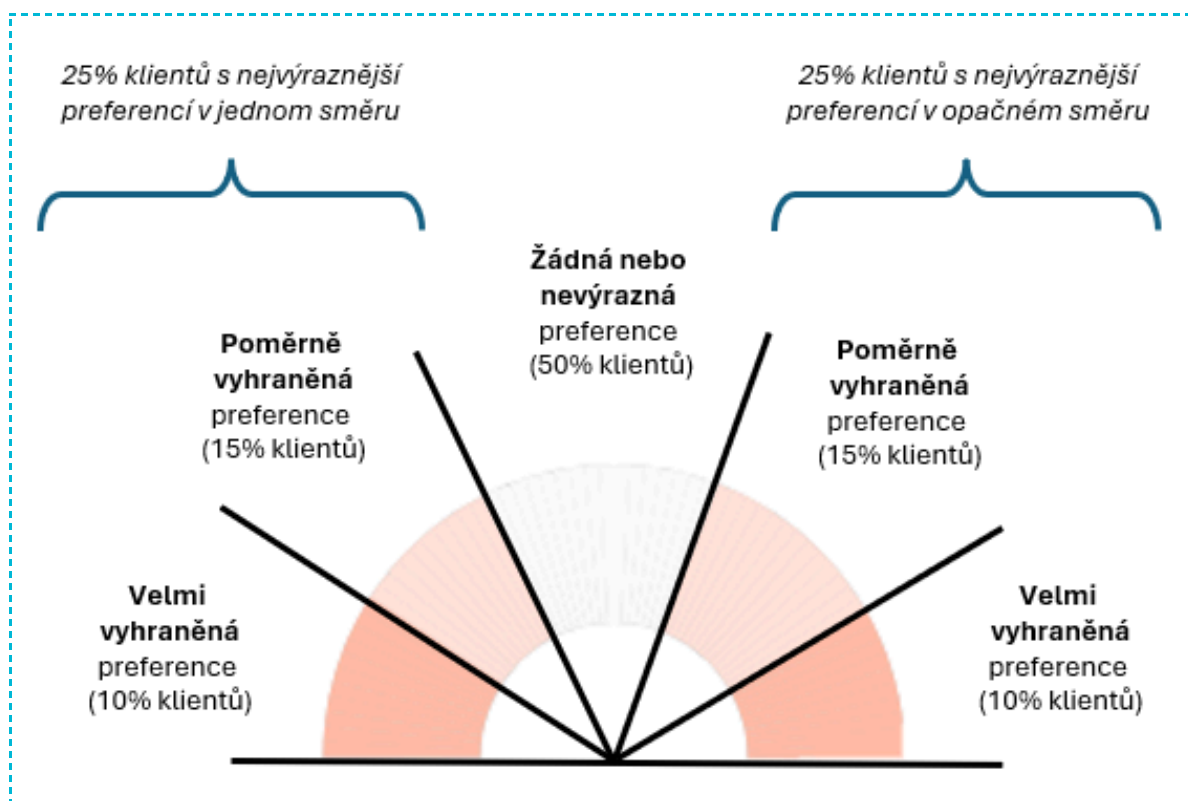 25% klientů s nejvýraznější
preferencí v jednom směru
25% klientů s nejvýraznější
preferencí v opačném směru
Žádná nebo
nevýrazná
preference
(50% klientů)
Poměrně
vyhraněná
preference
(15% klientů)
Poměrně
vyhraněná
preference
(15% klientů)
Velmi
vyhraněná
preference
(10% klientů)
Velmi
vyhraněná
preference
(10% klientů)